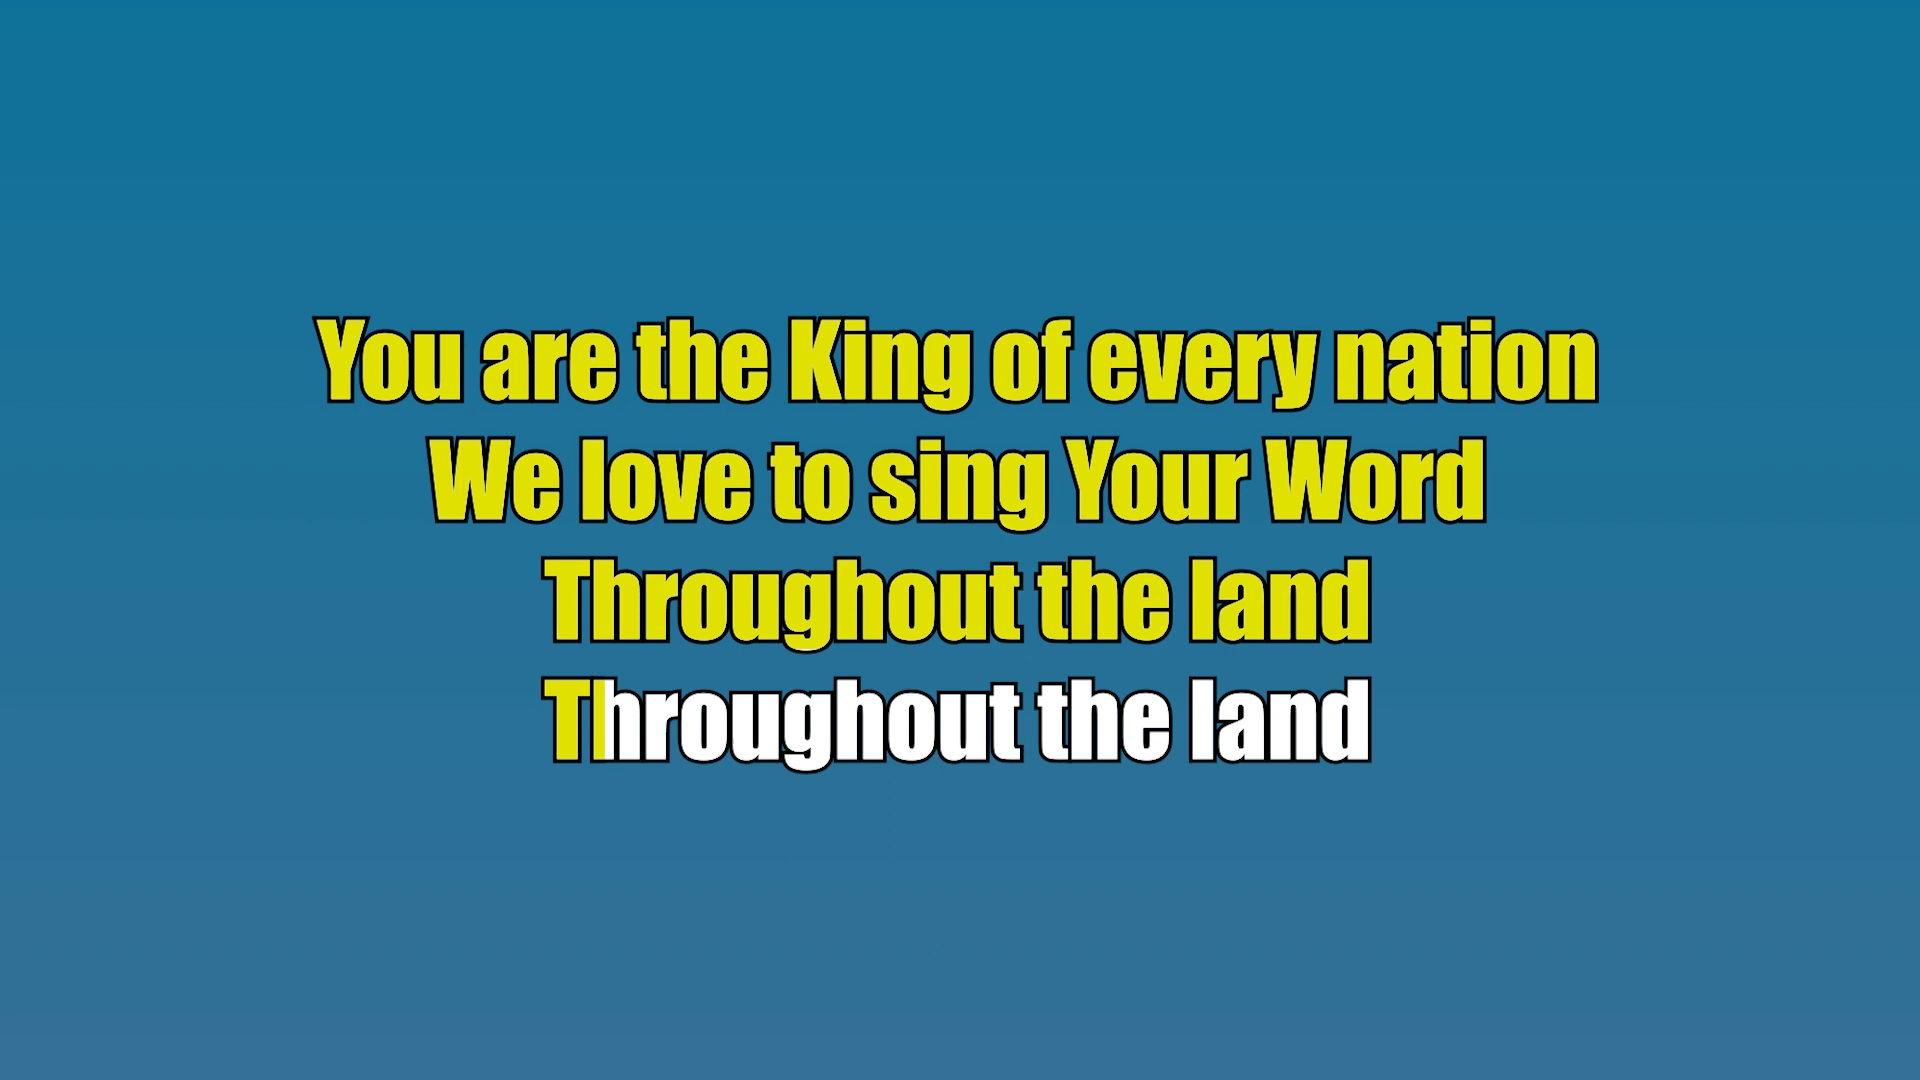 You are the King of every nation
We love to sing Your Word
Throughout the land
Throughout the land